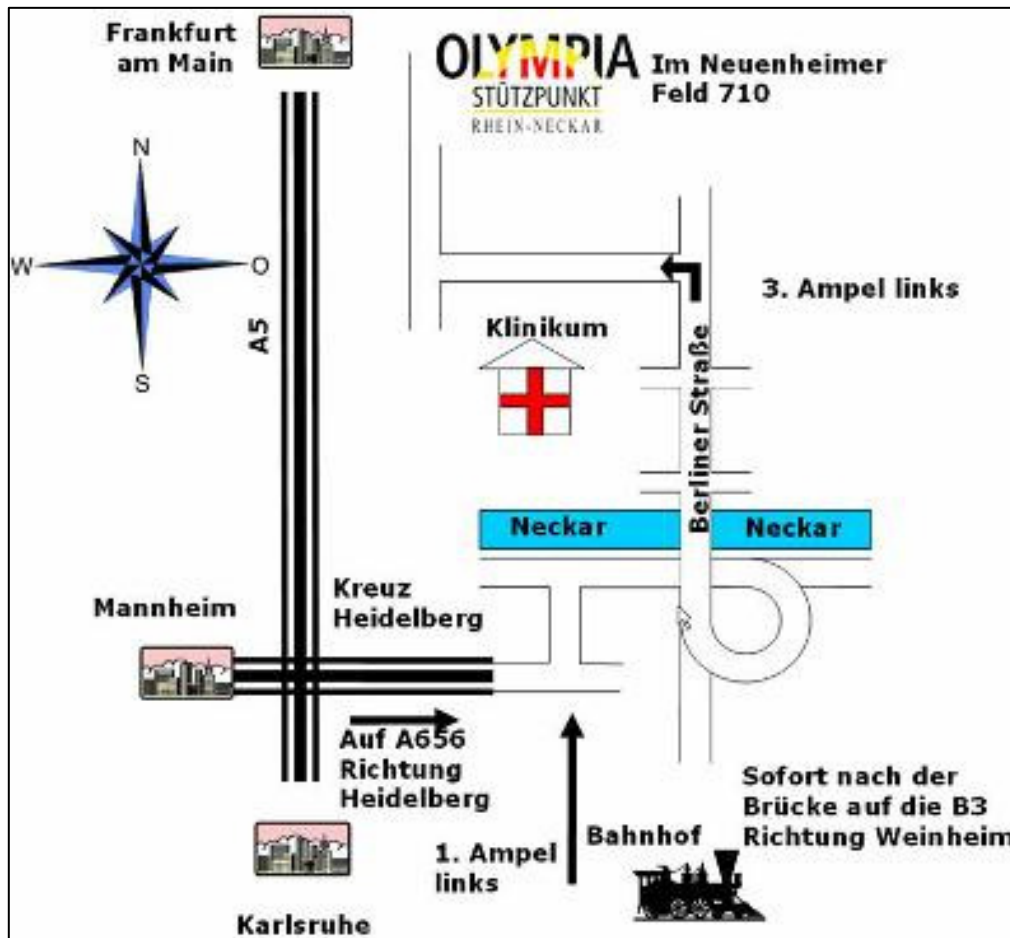 Frankfurt
am Main
OLYMPIA
STÜTZPUNKT
RHEIN-NECKAR
Im Neuenheimer
Feld 710
N
W
O
S
A5
3. Ampel links
Klinikum
Berliner Straße
Neckar
Neckar
Mannheim
Kreuz
Heidelberg
Auf A656
Richtung
Heidelberg
1. Ampel
links
Bahnhof
Sofort nach der
Brücke auf die B3
Richtung Weinheim
Karlsruhe